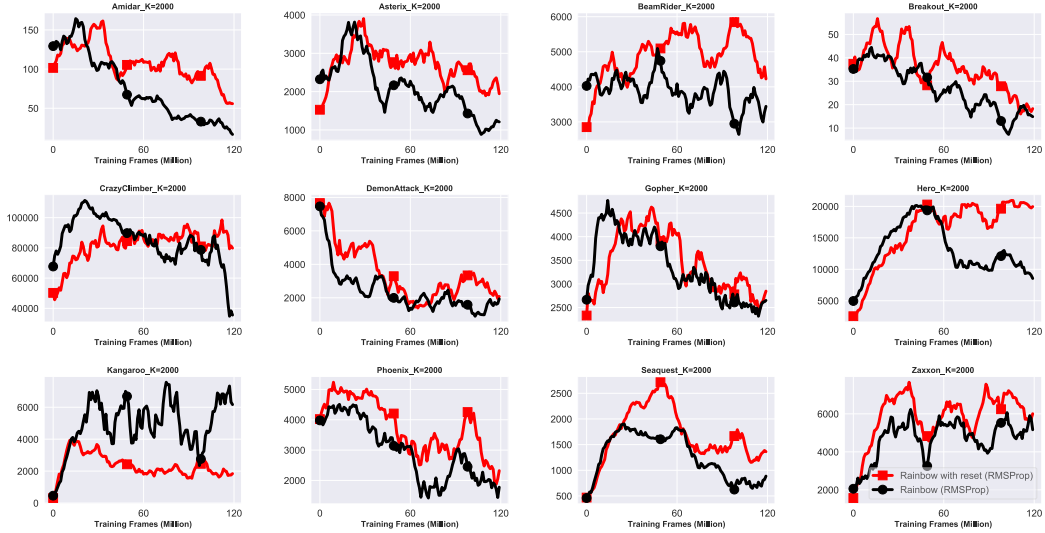 Amidar_K=2000 Asterix_K=2000 BeamRider_K=2000 Breakout_K=2000
150 100 50
4000 3000 2000 1000
6000 5000 4000 3000
50 40 30 20 10
0 60 120 0 60 120 0 60 120 0 60 120
Training Frames (Million) Training Frames (Million) Training Frames (Million) Training Frames (Million)
CrazyClimber_K=2000 DemonAttack_K=2000 Gopher_K=2000 Hero_K=2000
100000 80000 60000 40000
8000 6000 4000 2000
4500 4000 3500 3000 2500
20000 15000 10000 5000
0 60 120 0 60 120 0 60 120 0 60 120
Training Frames (Million) Training Frames (Million) Training Frames (Million) Training Frames (Million)
Kangaroo_K=2000 Phoenix_K=2000 Seaquest_K=2000 Zaxxon_K=2000
6000 4000 2000 0
5000 4000 3000 2000
2500 2000 1500 1000 500
6000 4000 2000
Rainbow with reset (RMSProp)
Rainbow (RMSProp)
0 60 120 0 60 120 0 60 120 0 60 120
Training Frames (Million) Training Frames (Million) Training Frames (Million) Training Frames (Million)